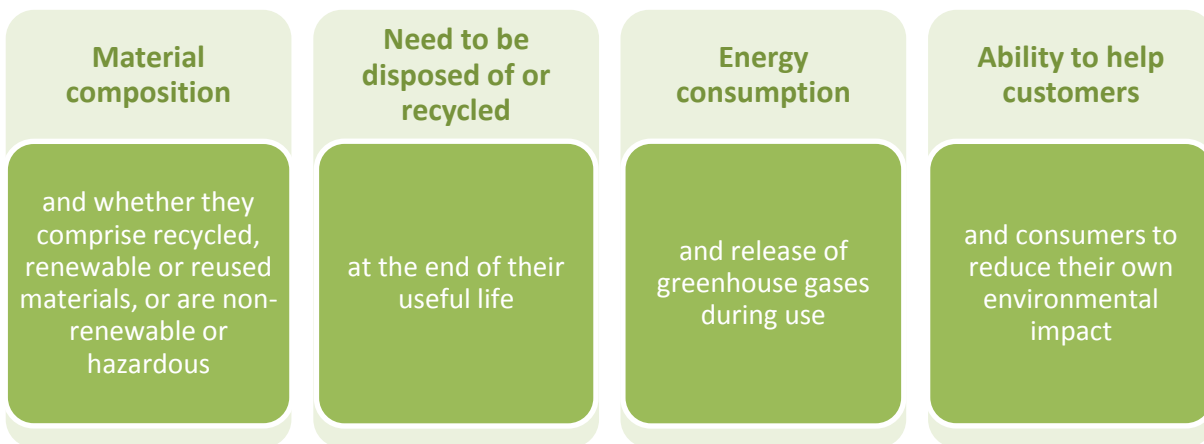 Material
composition
and whether they
comprise recycled,
renewable or reused
materials, or are non-
renewable or
hazardous
Need to be
disposed of or
recycled
at the end of their
useful life
Energy
consumption
and release of
greenhouse gases
during use
Ability to help
customers
and consumers to
reduce their own
environmental
impact